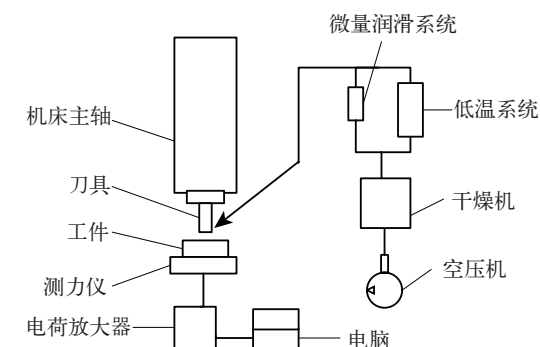 微量润滑系统
机床主轴
低温系统
刀具
干燥机
工件
空压机
测力仪
电荷放大器
电脑